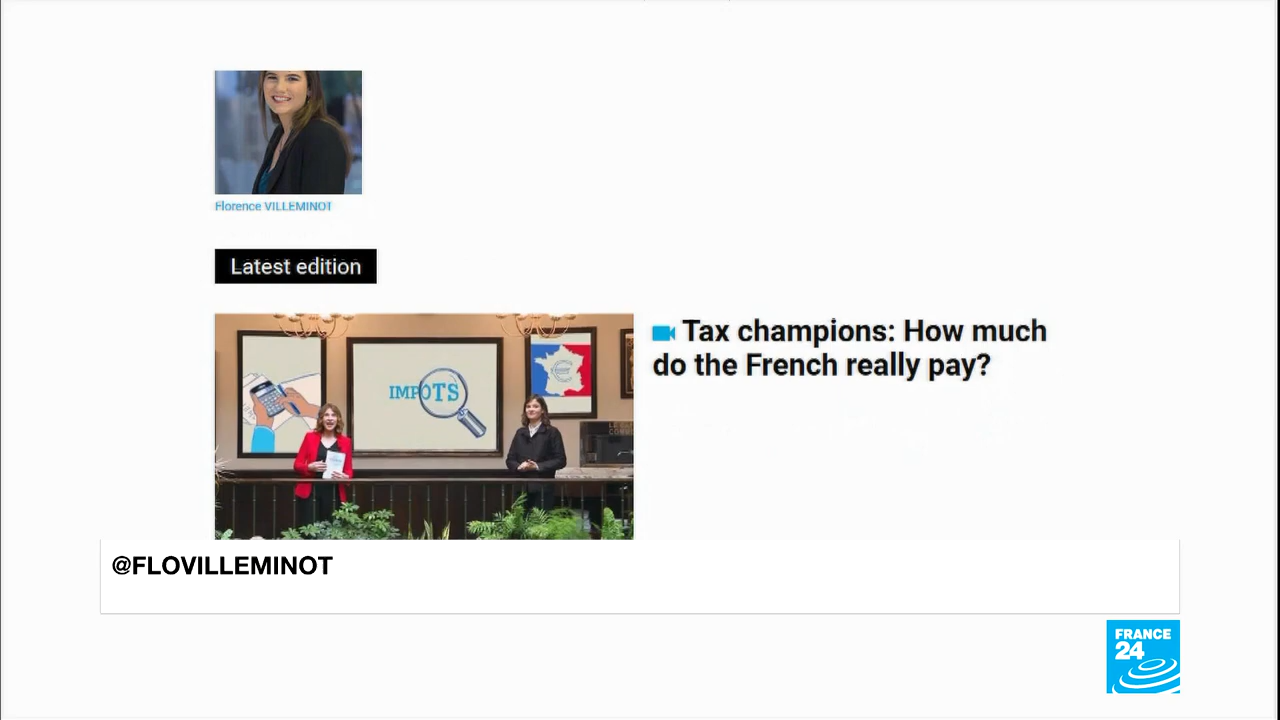 Florence VILLEMINOT
Latest edition
Tax champions: How much
do the French really pay?
IMPOTS
@FLOVILLEMINOT
FRANCE
24